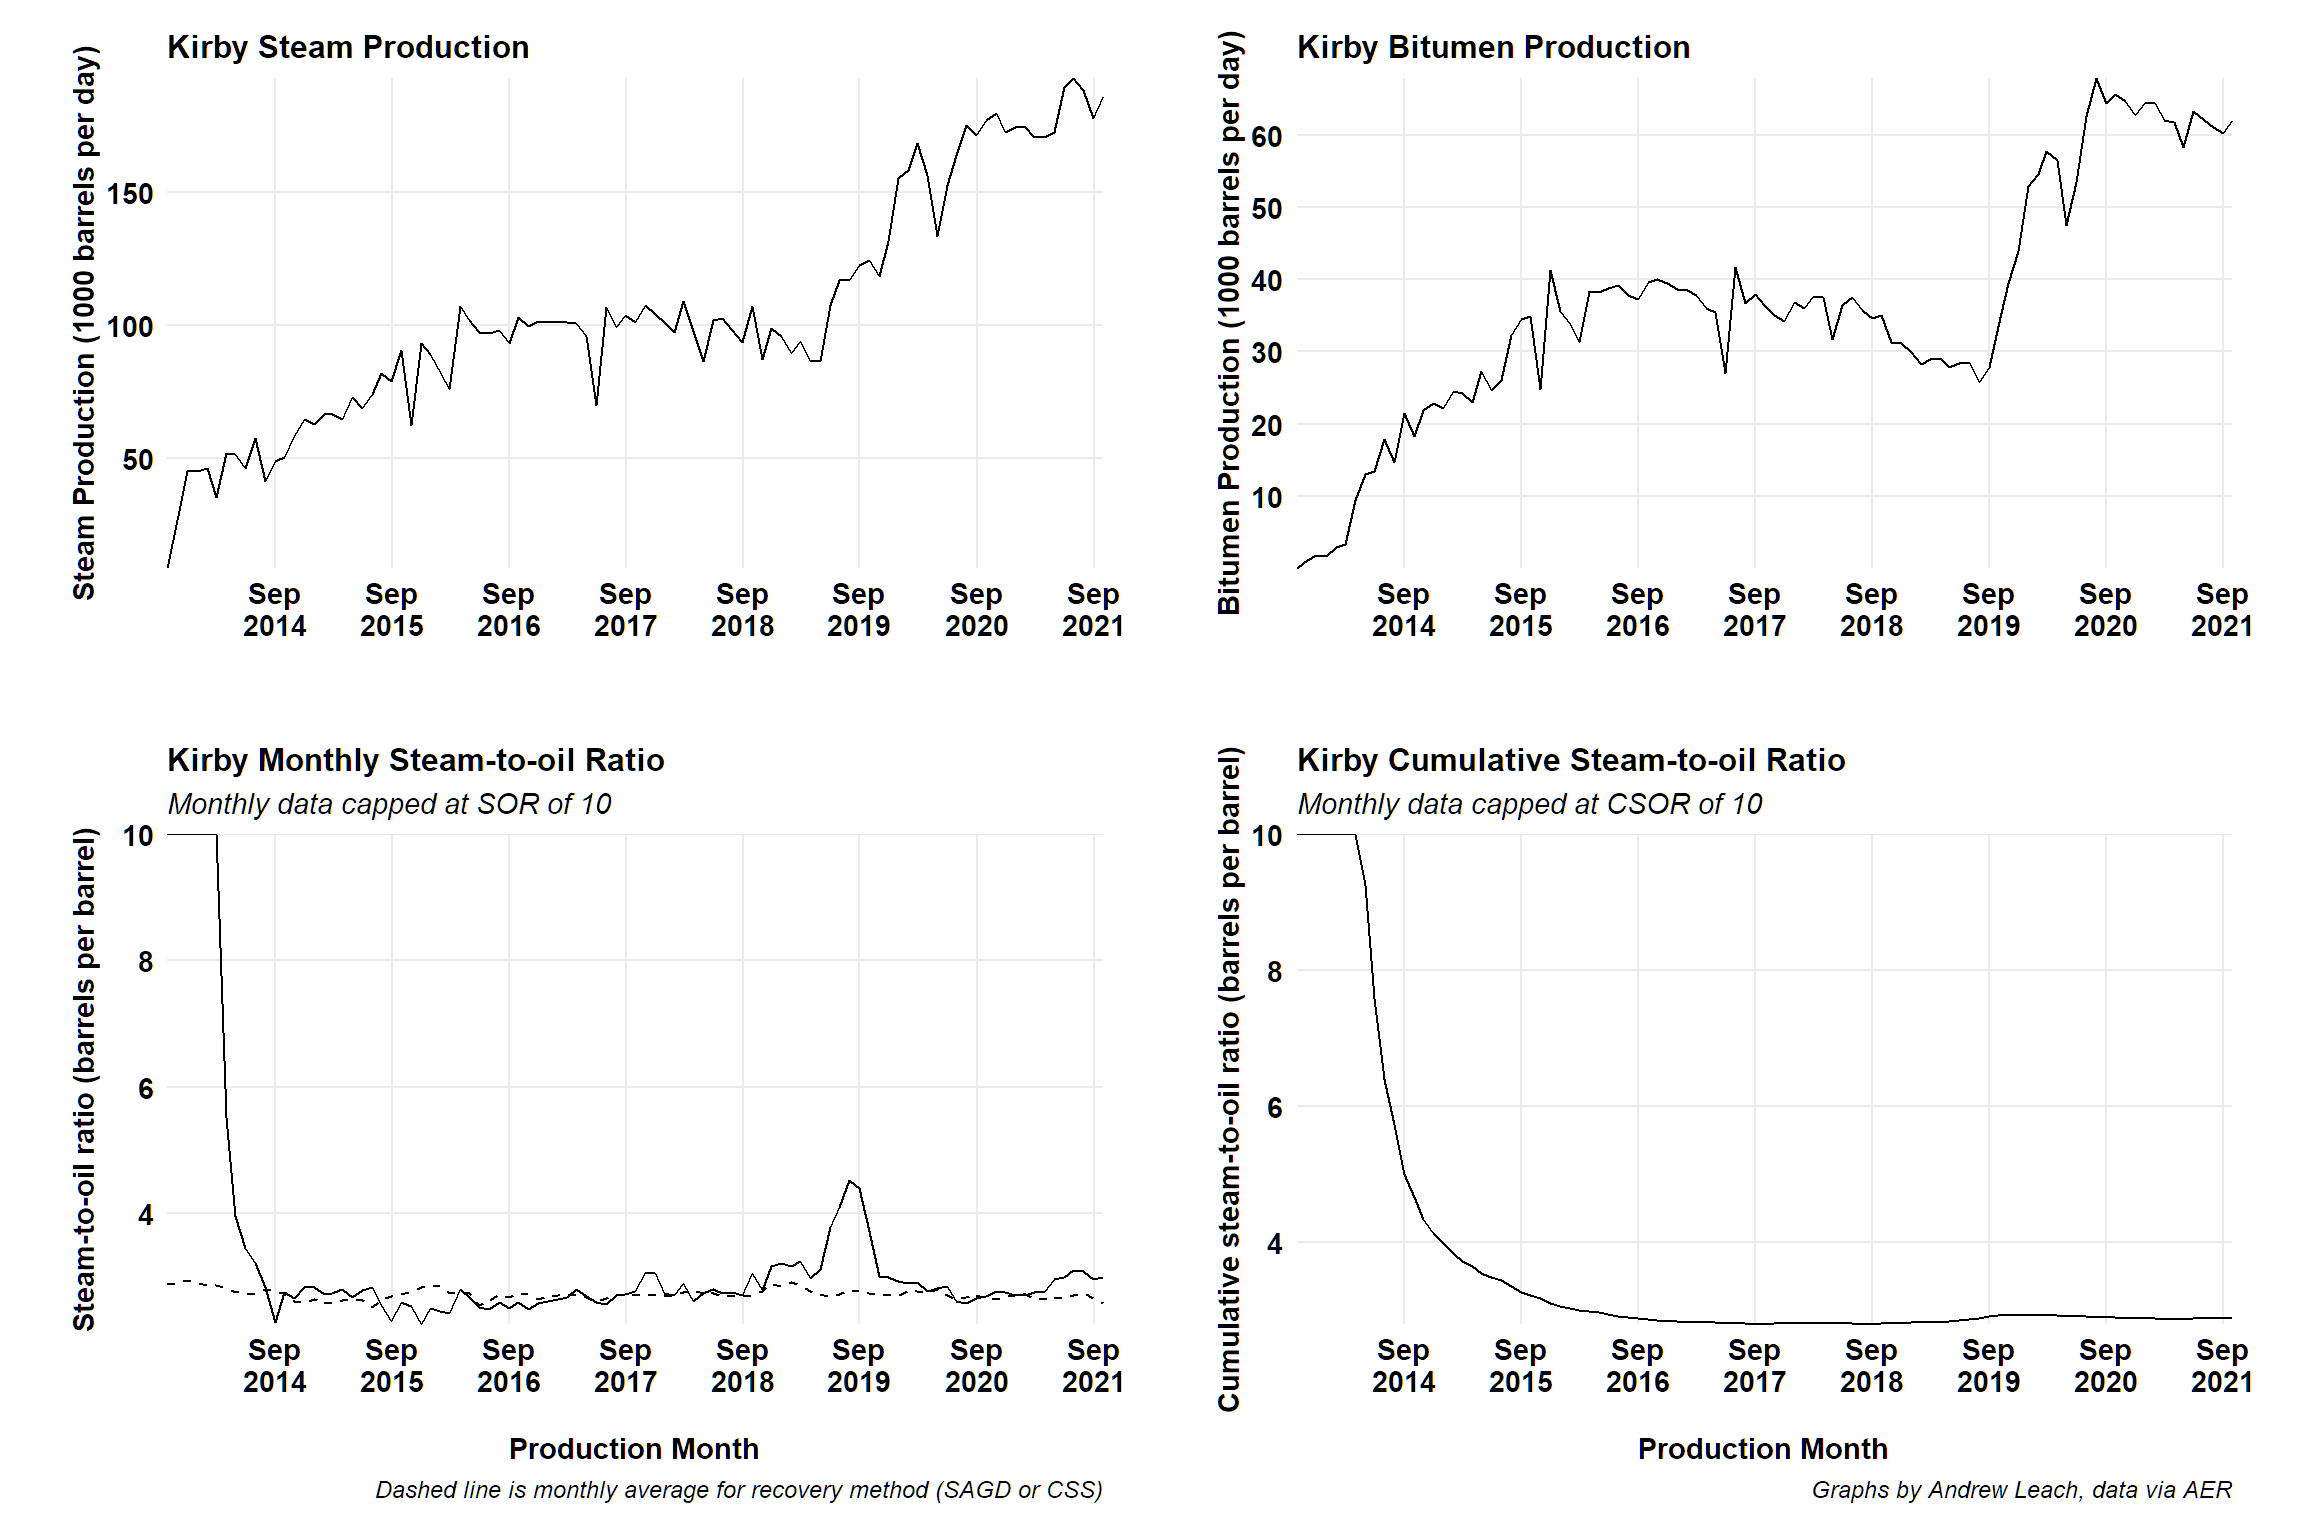 Kirby Steam Production
Steam Production (1000 barrels per day)
150
100
50
Sep Sep Sep Sep Sep Sep Sep Sep
2014 2015 2016 2017 2018 2019 2020 2021
Kirby Bitumen Production
Bitumen Production (1000 barrels per day)
60
50
40
30
20
10
Sep Sep Sep Sep Sep Sep Sep Sep
2014 2015 2016 2017 2018 2019 2020 2021
Kirby Monthly Steam-to-oil Ratio
Monthly data capped at SOR of 10
Steam-to-oil ratio (barrels per barrel)
10
8
6
4
Sep Sep Sep Sep Sep Sep Sep Sep
2014 2015 2016 2017 2018 2019 2020 2021
Production Month
Dashed line is monthly average for recovery method (SAGD or CSS)
Kirby Cumulative Steam-to-oil Ratio
Monthly data capped at CSOR of 10
Cumulative steam-to-oil ratio (barrels per barrel)
10
8
6
4
Sep Sep Sep Sep Sep Sep Sep Sep
2014 2015 2016 2017 2018 2019 2020 2021
Production Month
Graphs by Andrew Leach, data via AER